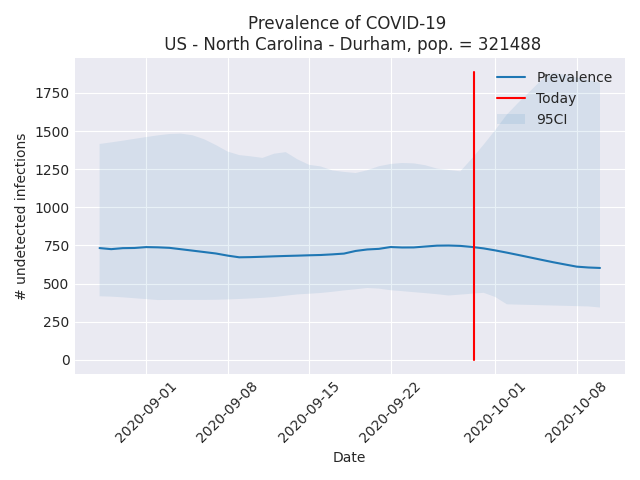 Prevalence of COVID-19
US - North Carolina - Durham, pop. = 321488
Prevalence
Today
95CI
# undetected infections
1750
1500
1250
1000
750
500
250
0
2020-09-01
2020-09-08
2020-09-15
2020-09-22
2020-10-01
2020-10-08
Date